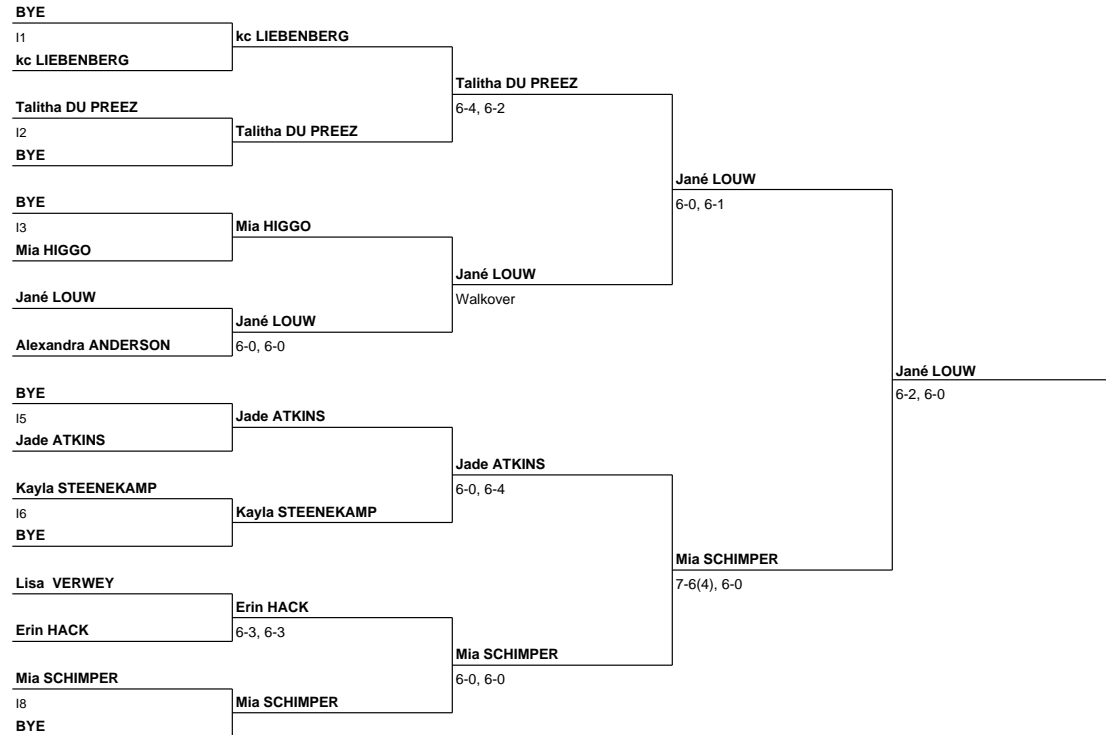 BYE
I1
kc LIEBENBERG
kc LIEBENBERG
Talitha DU PREEZ
6-4, 6-2
Talitha DU PREEZ
I2
BYE
Talitha DU PREEZ
Jané LOUW
6-0, 6-1
BYE
I3
Mia HIGGO
Mia HIGGO
Jané LOUW
Walkover
Jané LOUW
Alexandra ANDERSON
Jané LOUW
6-0, 6-0
Jané LOUW
6-2, 6-0
BYE
I5
Jade ATKINS
Jade ATKINS
Jade ATKINS
6-0, 6-4
Kayla STEENEKAMP
I6
BYE
Kayla STEENEKAMP
Mia SCHIMPER
7-6(4), 6-0
Lisa VERWEY
Erin HACK
Erin HACK
6-3, 6-3
Mia SCHIMPER
6-0, 6-0
Mia SCHIMPER
I8
BYE
Mia SCHIMPER